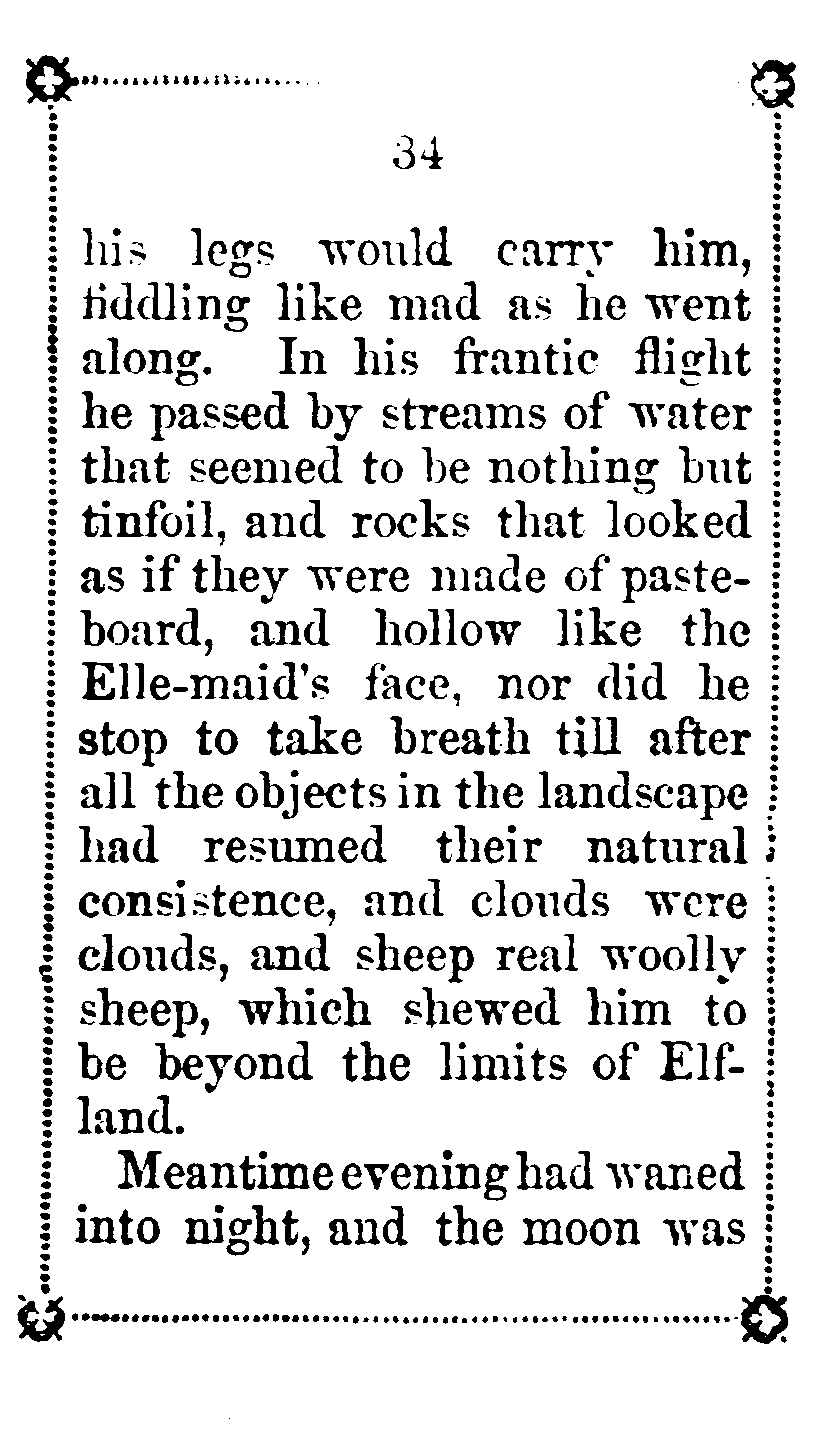 34
his legs would carry him,
fiddling like mad as he went
along. In his frantic flight
he passed by streams of water
that seemed to be nothing but
tinfoil, and rocks that looked
as if they were made of paste-
board, and hollow like the
Elle-maid's face, nor did he
stop to take breath till after
all the objects in the landscape
had resumed their natural
consistence, and clouds were
clouds, and sheep real woolly
sheep, which shewed him to
be beyond the limits of Elf-
land.
Meantime evening had waned
into night, and the moon was